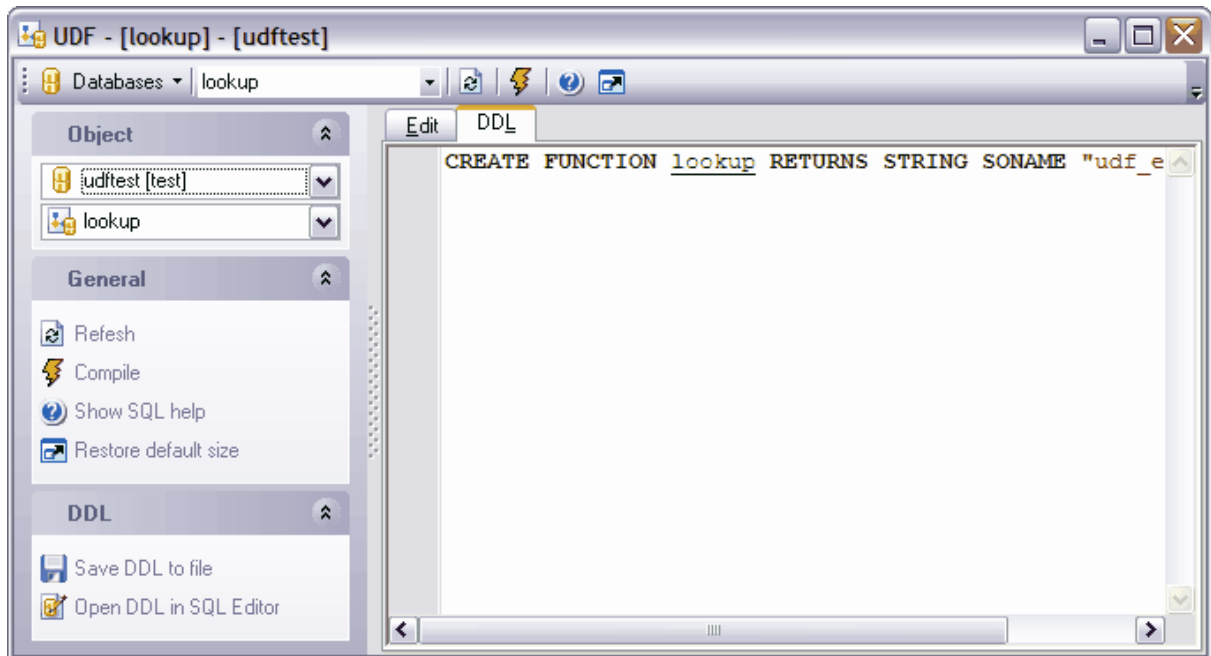 UDF - [lookup] - [udftest]
Databases lookup
Object
udftest [test]
lookup
General
Refesh
Compile
Show SQL help
Restore default size
DDL
Save DDL to file
Open DDL in SQL Editor
Edit DDL
CREATE FUNCTION lookup RETURNS STRING SONAME "udf_e